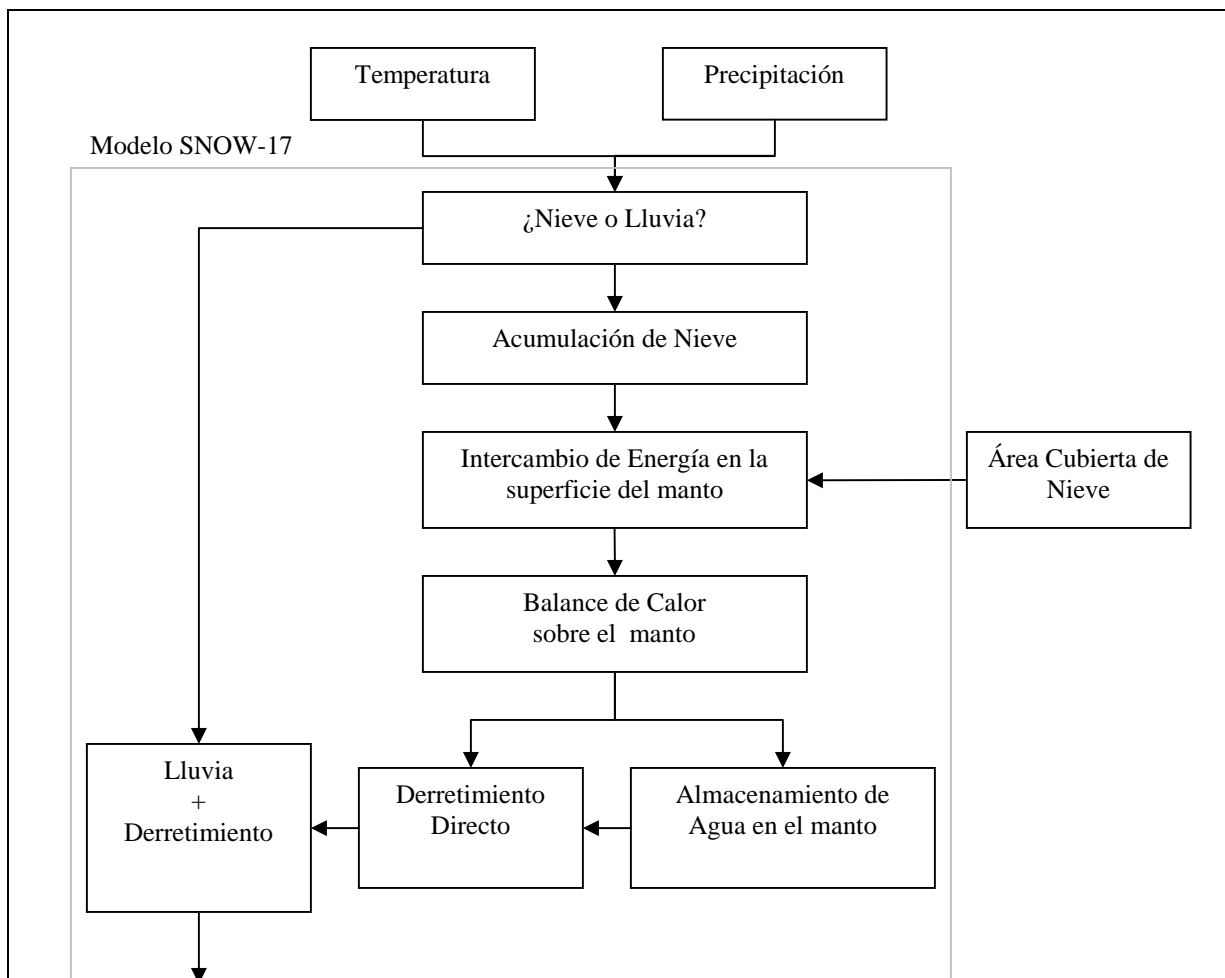 Temperatura
Precipitación
Modelo SNOW-17
¿Nieve o Lluvia?
Acumulación de Nieve
Intercambio de Energía en la
superficie del manto
Área Cubierta de
Nieve
Balance de Calor
sobre el manto
Lluvia
+
Derretimiento
Derretimiento
Directo
Almacenamiento de
Agua en el manto